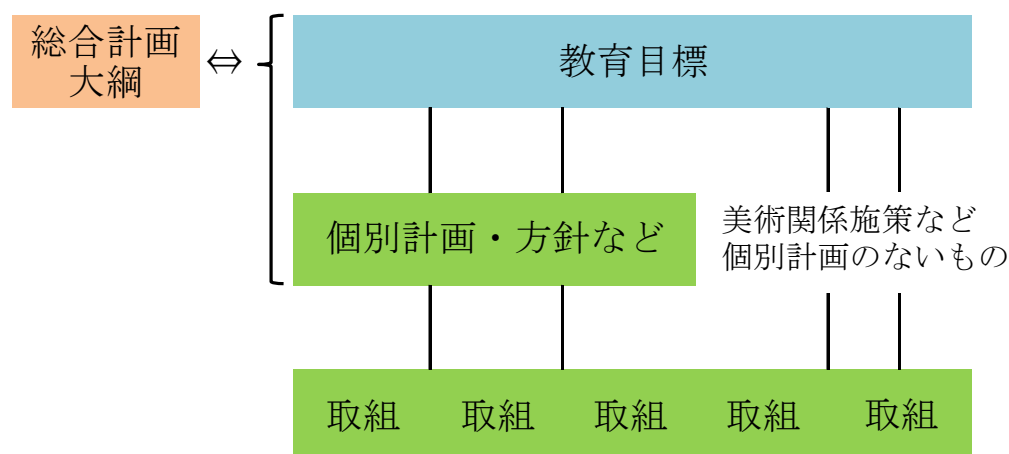 総合計画
大綱
⇔
教育目標
個別計画・方針など
美術関係施策など
個別計画のないもの
取組 取組 取組 取組 取組